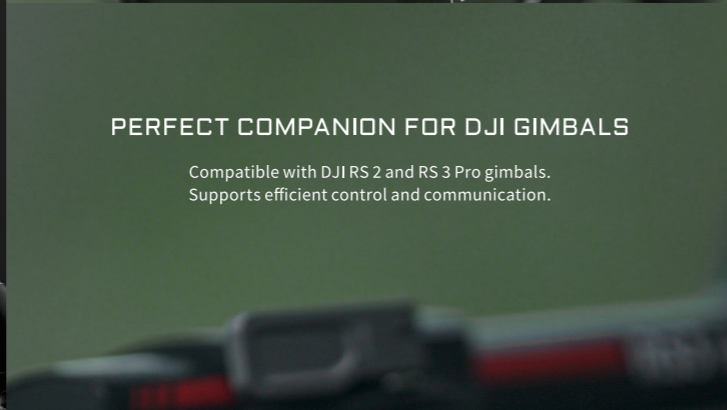 PERFECT COMPANION FOR DJI GIMBALS
Compatible with DJI RS 2 and RS 3 Pro gimbals.
Supports efficient control and communication.